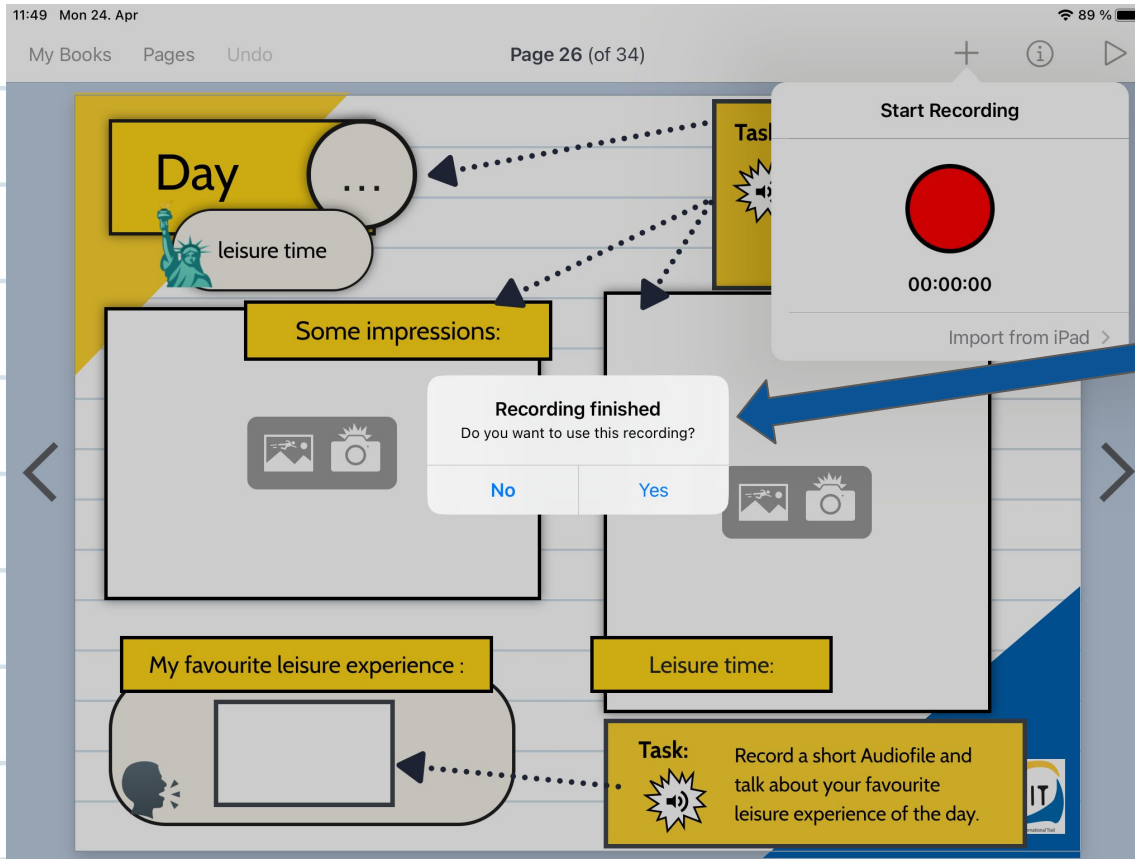 11:49 Mon 24. Apr
89 %
My Books Pages Undo
Page 26 (of 34)
Start Recording
00:00:00
Import from iPad
Day
...
leisure time
Some impressions:
Recording finished
Do you want to use this recording?
No Yes
My favourite leisure experience :
Leisure time:
Task:
Record a short Audiofile and
talk about your favourite
leisure experience of the day.
IT